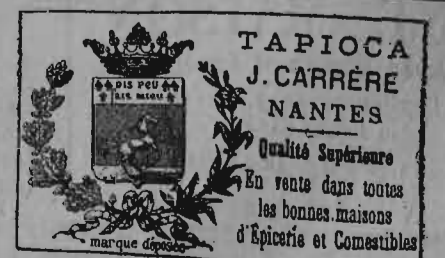 DIS PEU
TAPIOCA
J. CARRÈRE
NANTES
Qualité Supérieure
En vente dans toutes
les bonnes maisons
d'Épicerie et Comestibles
marque déposée